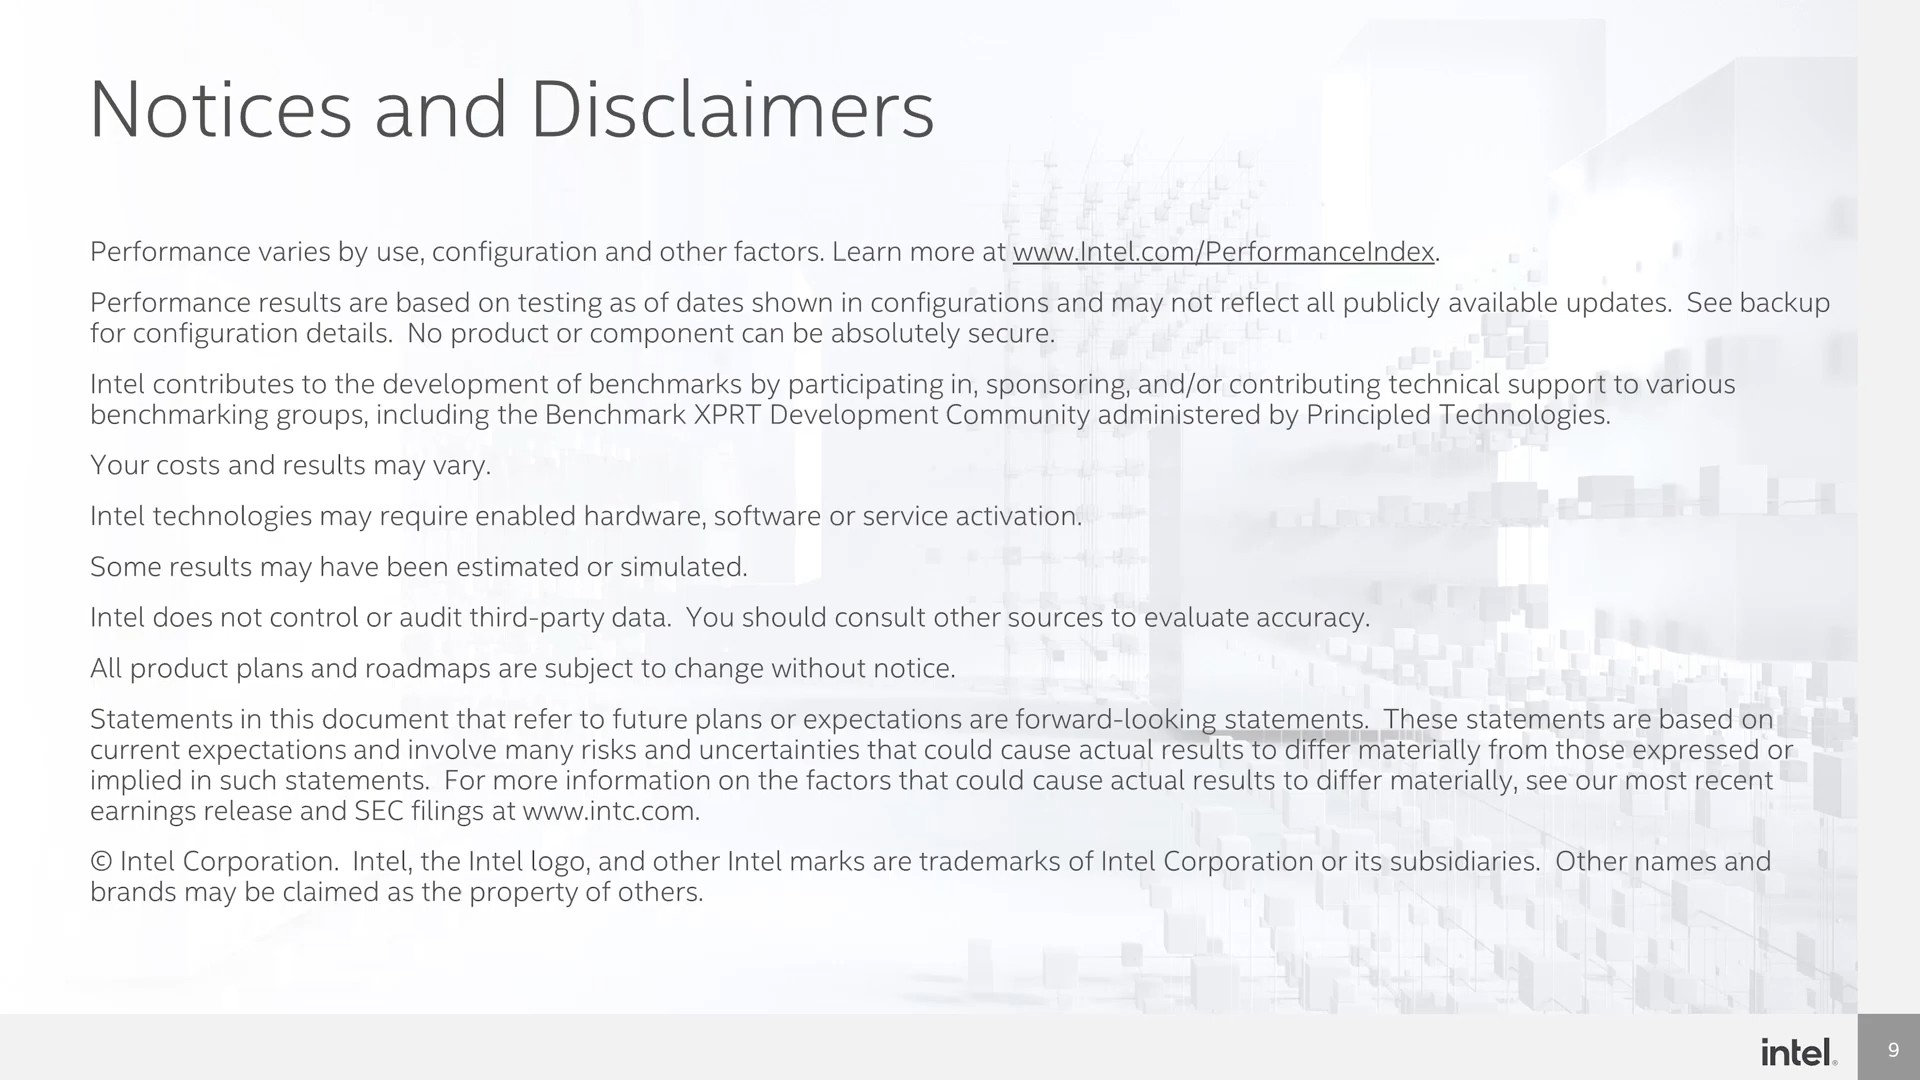 Notices and Disclaimers
Performance varies by use, configuration and other factors. Learn more at www.Intel.com/PerformanceIndex.
Performance results are based on testing as of dates shown in configurations and may not reflect all publicly available updates.  See backup
for configuration details.  No product or component can be absolutely secure.
Intel contributes to the development of benchmarks by participating in, sponsoring, and/or contributing technical support to various
benchmarking groups, including the Benchmark XPRT Development Community administered by Principled Technologies.
Your costs and results may vary.
Intel technologies may require enabled hardware, software or service activation.
Some results may have been estimated or simulated.
Intel does not control or audit third-party data.  You should consult other sources to evaluate accuracy.
All product plans and roadmaps are subject to change without notice.
Statements in this document that refer to future plans or expectations are forward-looking statements.  These statements are based on
current expectations and involve many risks and uncertainties that could cause actual results to differ materially from those expressed or
implied in such statements.  For more information on the factors that could cause actual results to differ materially, see our most recent
earnings release and SEC filings at www.intc.com.
© Intel Corporation.  Intel, the Intel logo, and other Intel marks are trademarks of Intel Corporation or its subsidiaries.  Other names and
brands may be claimed as the property of others.
intel®
9